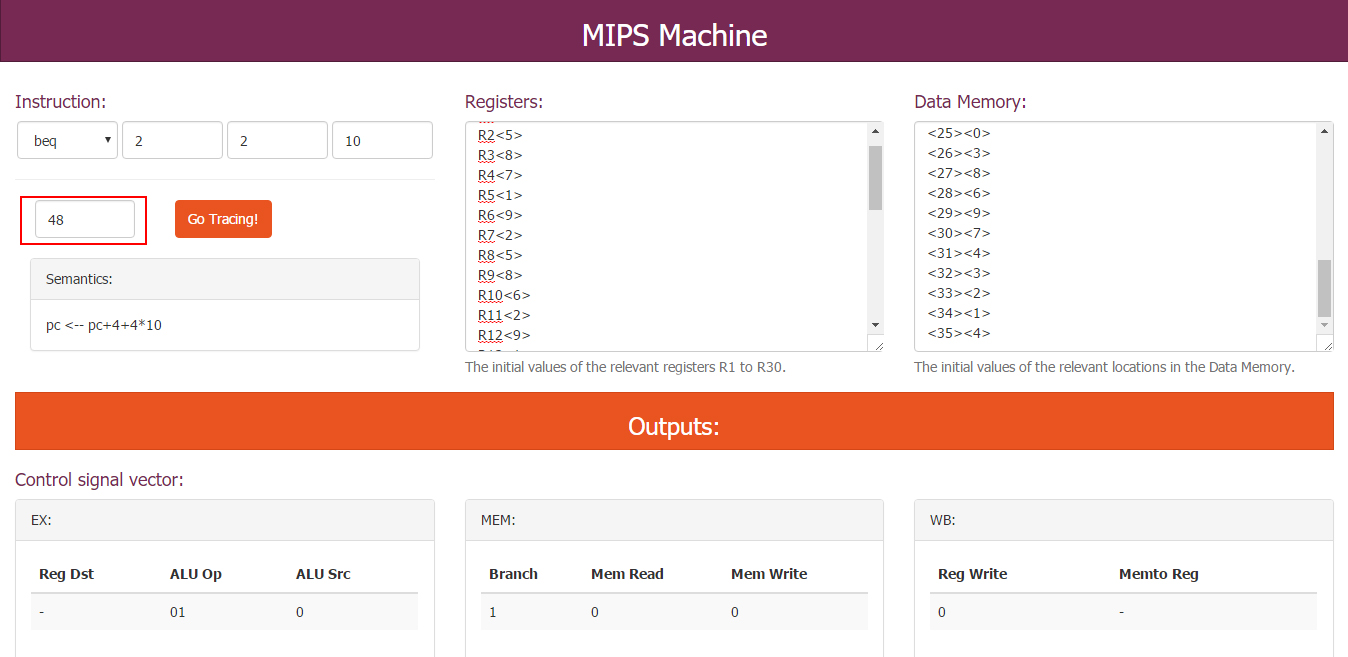 MIPS Machine
Instruction:
beq 2 2 10
48 Go Tracing!
Semantics:
pc <-- pc+4+4*10
Registers:
R2<5>
R3<8>
R4<7>
R5<1>
R6<9>
R7<2>
R8<5>
R9<8>
R10<6>
R11<2>
R12<9>
The initial values of the relevant registers R1 to R30.
Data Memory:
<25><0>
<26><3>
<27><8>
<28><6>
<29><9>
<30><7>
<31><4>
<32><3>
<33><2>
<34><1>
<35><4>
The initial values of the relevant locations in the Data Memory.
Outputs:
Control signal vector:
EX:
Reg Dst ALU Op ALU Src
- 01 0
MEM:
Branch Mem Read Mem Write
1 0 0
WB:
Reg Write Memto Reg
0 -